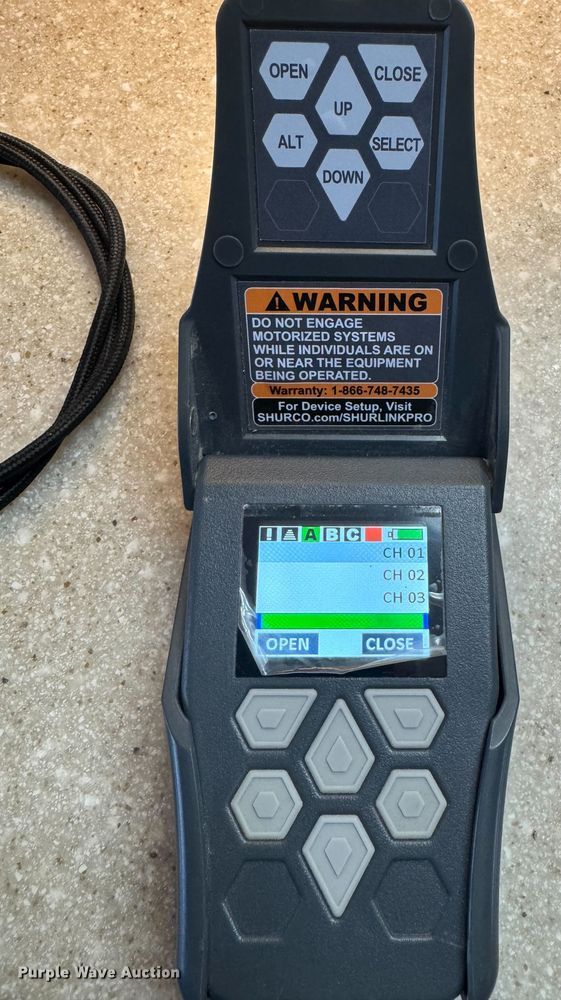 OPEN
CLOSE
UP
ALT
SELECT
DOWN
WARNING
DO NOT ENGAGE
MOTORIZED SYSTEMS
WHILE INDIVIDUALS ARE ON
OR NEAR THE EQUIPMENT
BEING OPERATED.
Warranty: 1-866-748-7435
For Device Setup, Visit
SHURCO.com/SHURLINKPRO
! A B C
CH 01
CH 02
CH 03
OPEN CLOSE
Purple Wave Auction